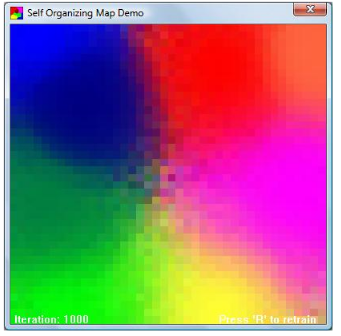 Self Organizing Map Demo
Iteration: 1000
Press 'R' to retrain